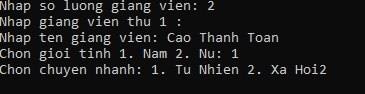 Nhap so luong giang vien: 2
Nhap giang vien thu 1 :
Nhap ten giang vien: Cao Thanh Toan
Chon gioi tinh 1. Nam 2. Nu: 1
Chon chuyen nhanh: 1. Tu Nhien 2. Xa Hoi2